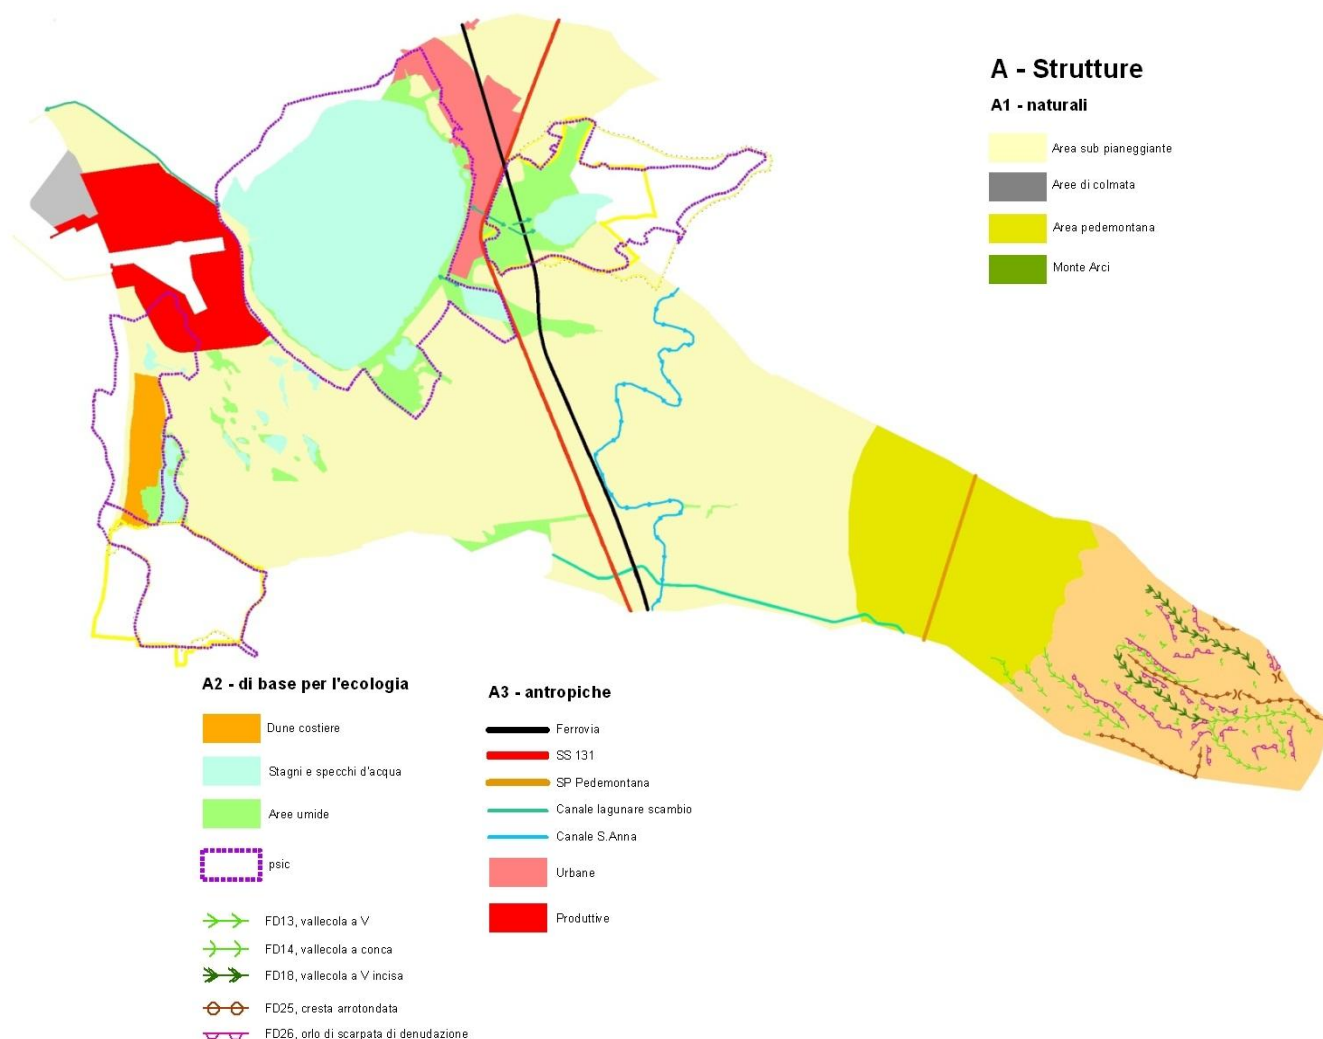 A - Strutture
A1 - naturali
Area sub pianeggiante
Aree di colmata
Area pedemontana
Monte Arci
A2 - di base per l'ecologia
Dune costiere
Stagni e specchi d'acqua
Aree umide
psic
FD13, vallecola a V
FD14, vallecola a conca
FD18, vallecola a V incisa
FD25, cresta arrotondata
FD26, orlo di scarpata di denudazione
A3 - antropiche
Ferrovia
SS 131
SP Pedemontana
Canale lagunare scambio
Canale S.Anna
Urbane
Produttive